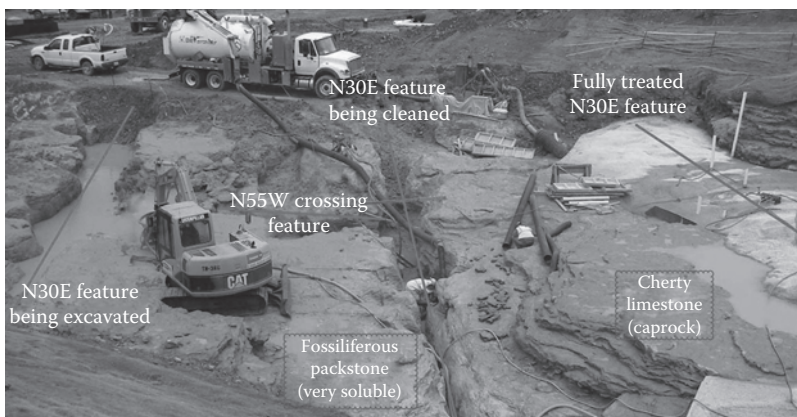 N30E feature
being cleaned
Fully treated
N30E feature
N55W crossing
feature
CAT
N30E feature
being excavated
Cherty
limestone
(caprock)
Fossiliferous
packstone
(very soluble)